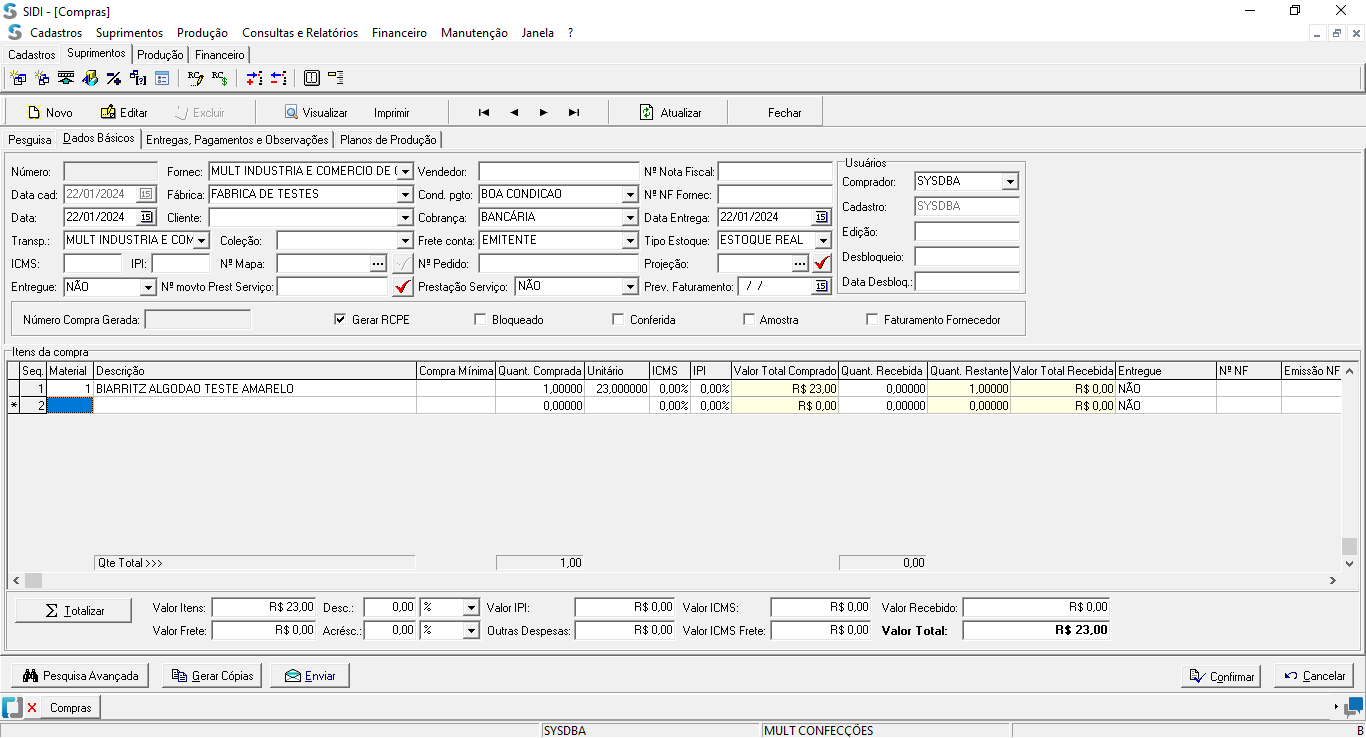 SIDI - [Compras]
Cadastros Suprimentos Produção Consultas e Relatórios Financeiro Manutenção Janela ?
Cadastros Suprimentos Produção Financeiro
Novo Editar Excluir Visualizar Imprimir Atualizar Fechar
Pesquisa Dados Básicos Entregas, Pagamentos e Observações Planos de Produção
Número: Fornec: MULT INDUSTRIA E COMERCIO DE ( Vendedor: Nº Nota Fiscal: Usuários
Data cad: 22/01/2024 15 Fábrica: FABRICA DE TESTES Cond. pgto: BOA CONDICAO Nº NF Fornec: Comprador: SYSDBA
Data: 22/01/2024 15 Cliente: Cobrança: BANCÁRIA Data Entrega: 22/01/2024 15 Cadastro: SYSDBA
Transp.: MULT INDUSTRIA E COM Coleção: Frete conta: EMITENTE Tipo Estoque: ESTOQUE REAL Edição:
ICMS: IPI: Nº Mapa: ... Nº Pedido: Projeção: ... Desbloqueio:
Entregue: NÃO Nº movto Prest Serviço: Prestação Serviço: NÃO Prev. Faturamento: / / 15 Data Desbloq.:
Número Compra Gerada: Gerar RCPE Bloqueado Conferida Amostra Faturamento Fornecedor
Itens da compra
Seq. Material Descrição Compra Mínima Quant. Comprada Unitário ICMS IPI Valor Total Comprado Quant. Recebida Quant. Restante Valor Total Recebida Entregue Nº NF Emissão NF
1 1 BIARRITZ ALGODAO TESTE AMARELO 1,00000 23,000000 0,00% 0,00% R$ 23,00 0,00000 1,00000 R$ 0,00 NÃO
* 2 0,00000 0,00% 0,00% R$ 0,00 0,00000 0,00000 R$ 0,00 NÃO
Qte Total >>> 1,00 0,00
Σ Totalizar Valor Itens: R$ 23,00 Desc.: 0,00 % Valor IPI: R$ 0,00 Valor ICMS: R$ 0,00 Valor Recebido: R$ 0,00
Valor Frete: R$ 0,00 Acrésc.: 0,00 % Outras Despesas: R$ 0,00 Valor ICMS Frete: R$ 0,00 Valor Total: R$ 23,00
Pesquisa Avançada Gerar Cópias Enviar Confirmar Cancelar
Compras
SYSDBA MULT CONFECÇÕES B